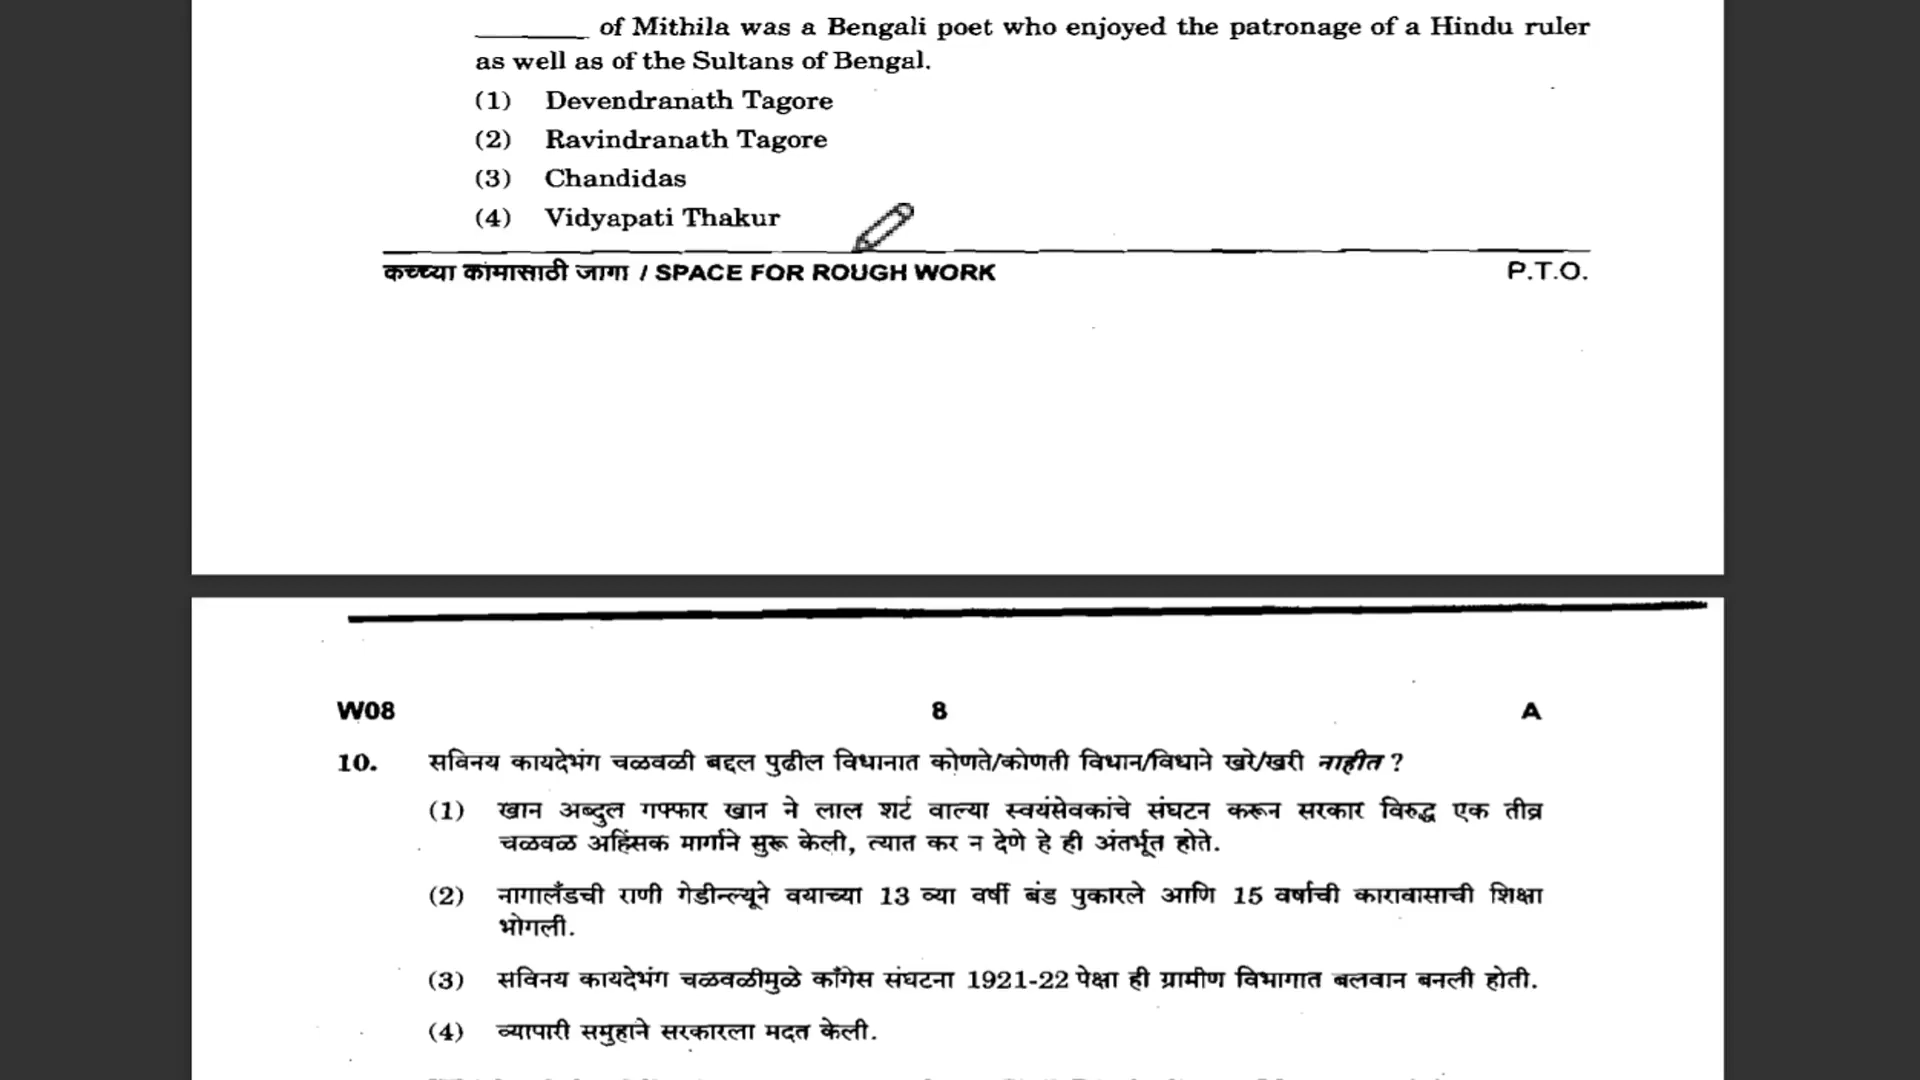 _______ of Mithila was a Bengali poet who enjoyed the patronage of a Hindu ruler
as well as of the Sultans of Bengal.
(1) Devendranath Tagore
(2) Ravindranath Tagore
(3) Chandidas
(4) Vidyapati Thakur
कच्च्या कामासाठी जागा / SPACE FOR ROUGH WORK P.T.O.
W08 8 A
10. सविनय कायदेभंग चळवळी बद्दल पुढील विधानात कोणते/कोणती विधान/विधाने खरे/खरी नाहीत ?
(1) खान अब्दुल गफ्फार खान ने लाल शर्ट वाल्या स्वयंसेवकांचे संघटन करून सरकार विरुद्ध एक तीव्र
चळवळ अहिंसक मार्गाने सुरू केली, त्यात कर न देणे हे ही अंतर्भूत होते.
(2) नागालँडची राणी गेडीन्ल्यूने वयाच्या 13 व्या वर्षी बंड पुकारले आणि 15 वर्षाची कारावासाची शिक्षा
भोगली.
(3) सविनय कायदेभंग चळवळीमुळे काँगेस संघटना 1921-22 पेक्षा ही ग्रामीण विभागात बलवान बनली होती.
(4) व्यापारी समुहाने सरकारला मदत केली.